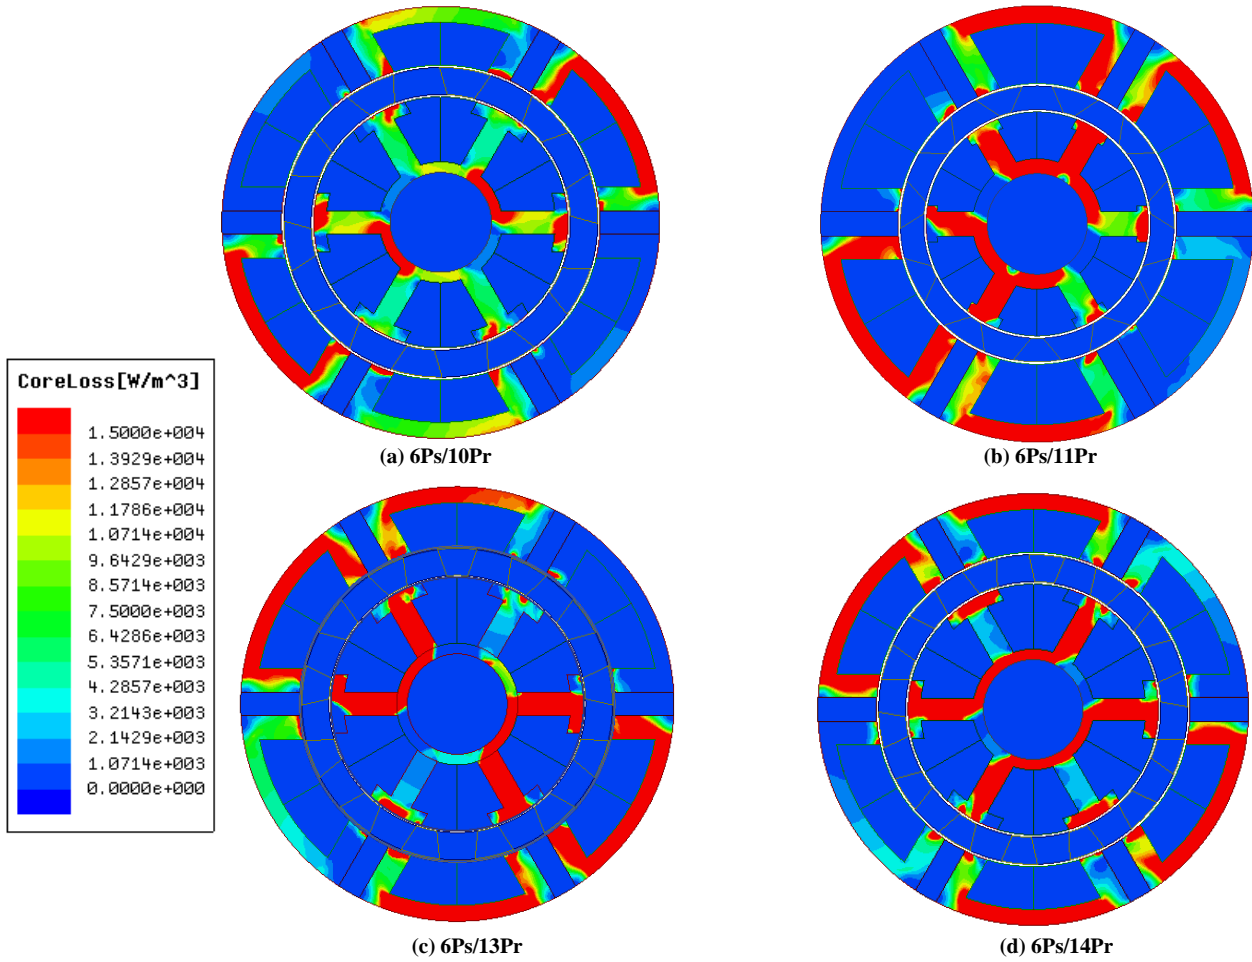 (a) 6Ps/10Pr
(b) 6Ps/11Pr
CoreLoss[W/m^3]
1.5000e+004
1.3929e+004
1.2857e+004
1.1786e+004
1.0714e+004
9.6429e+003
8.5714e+003
7.5000e+003
6.4286e+003
5.3571e+003
4.2857e+003
3.2143e+003
2.1429e+003
1.0714e+003
0.0000e+000
(c) 6Ps/13Pr
(d) 6Ps/14Pr